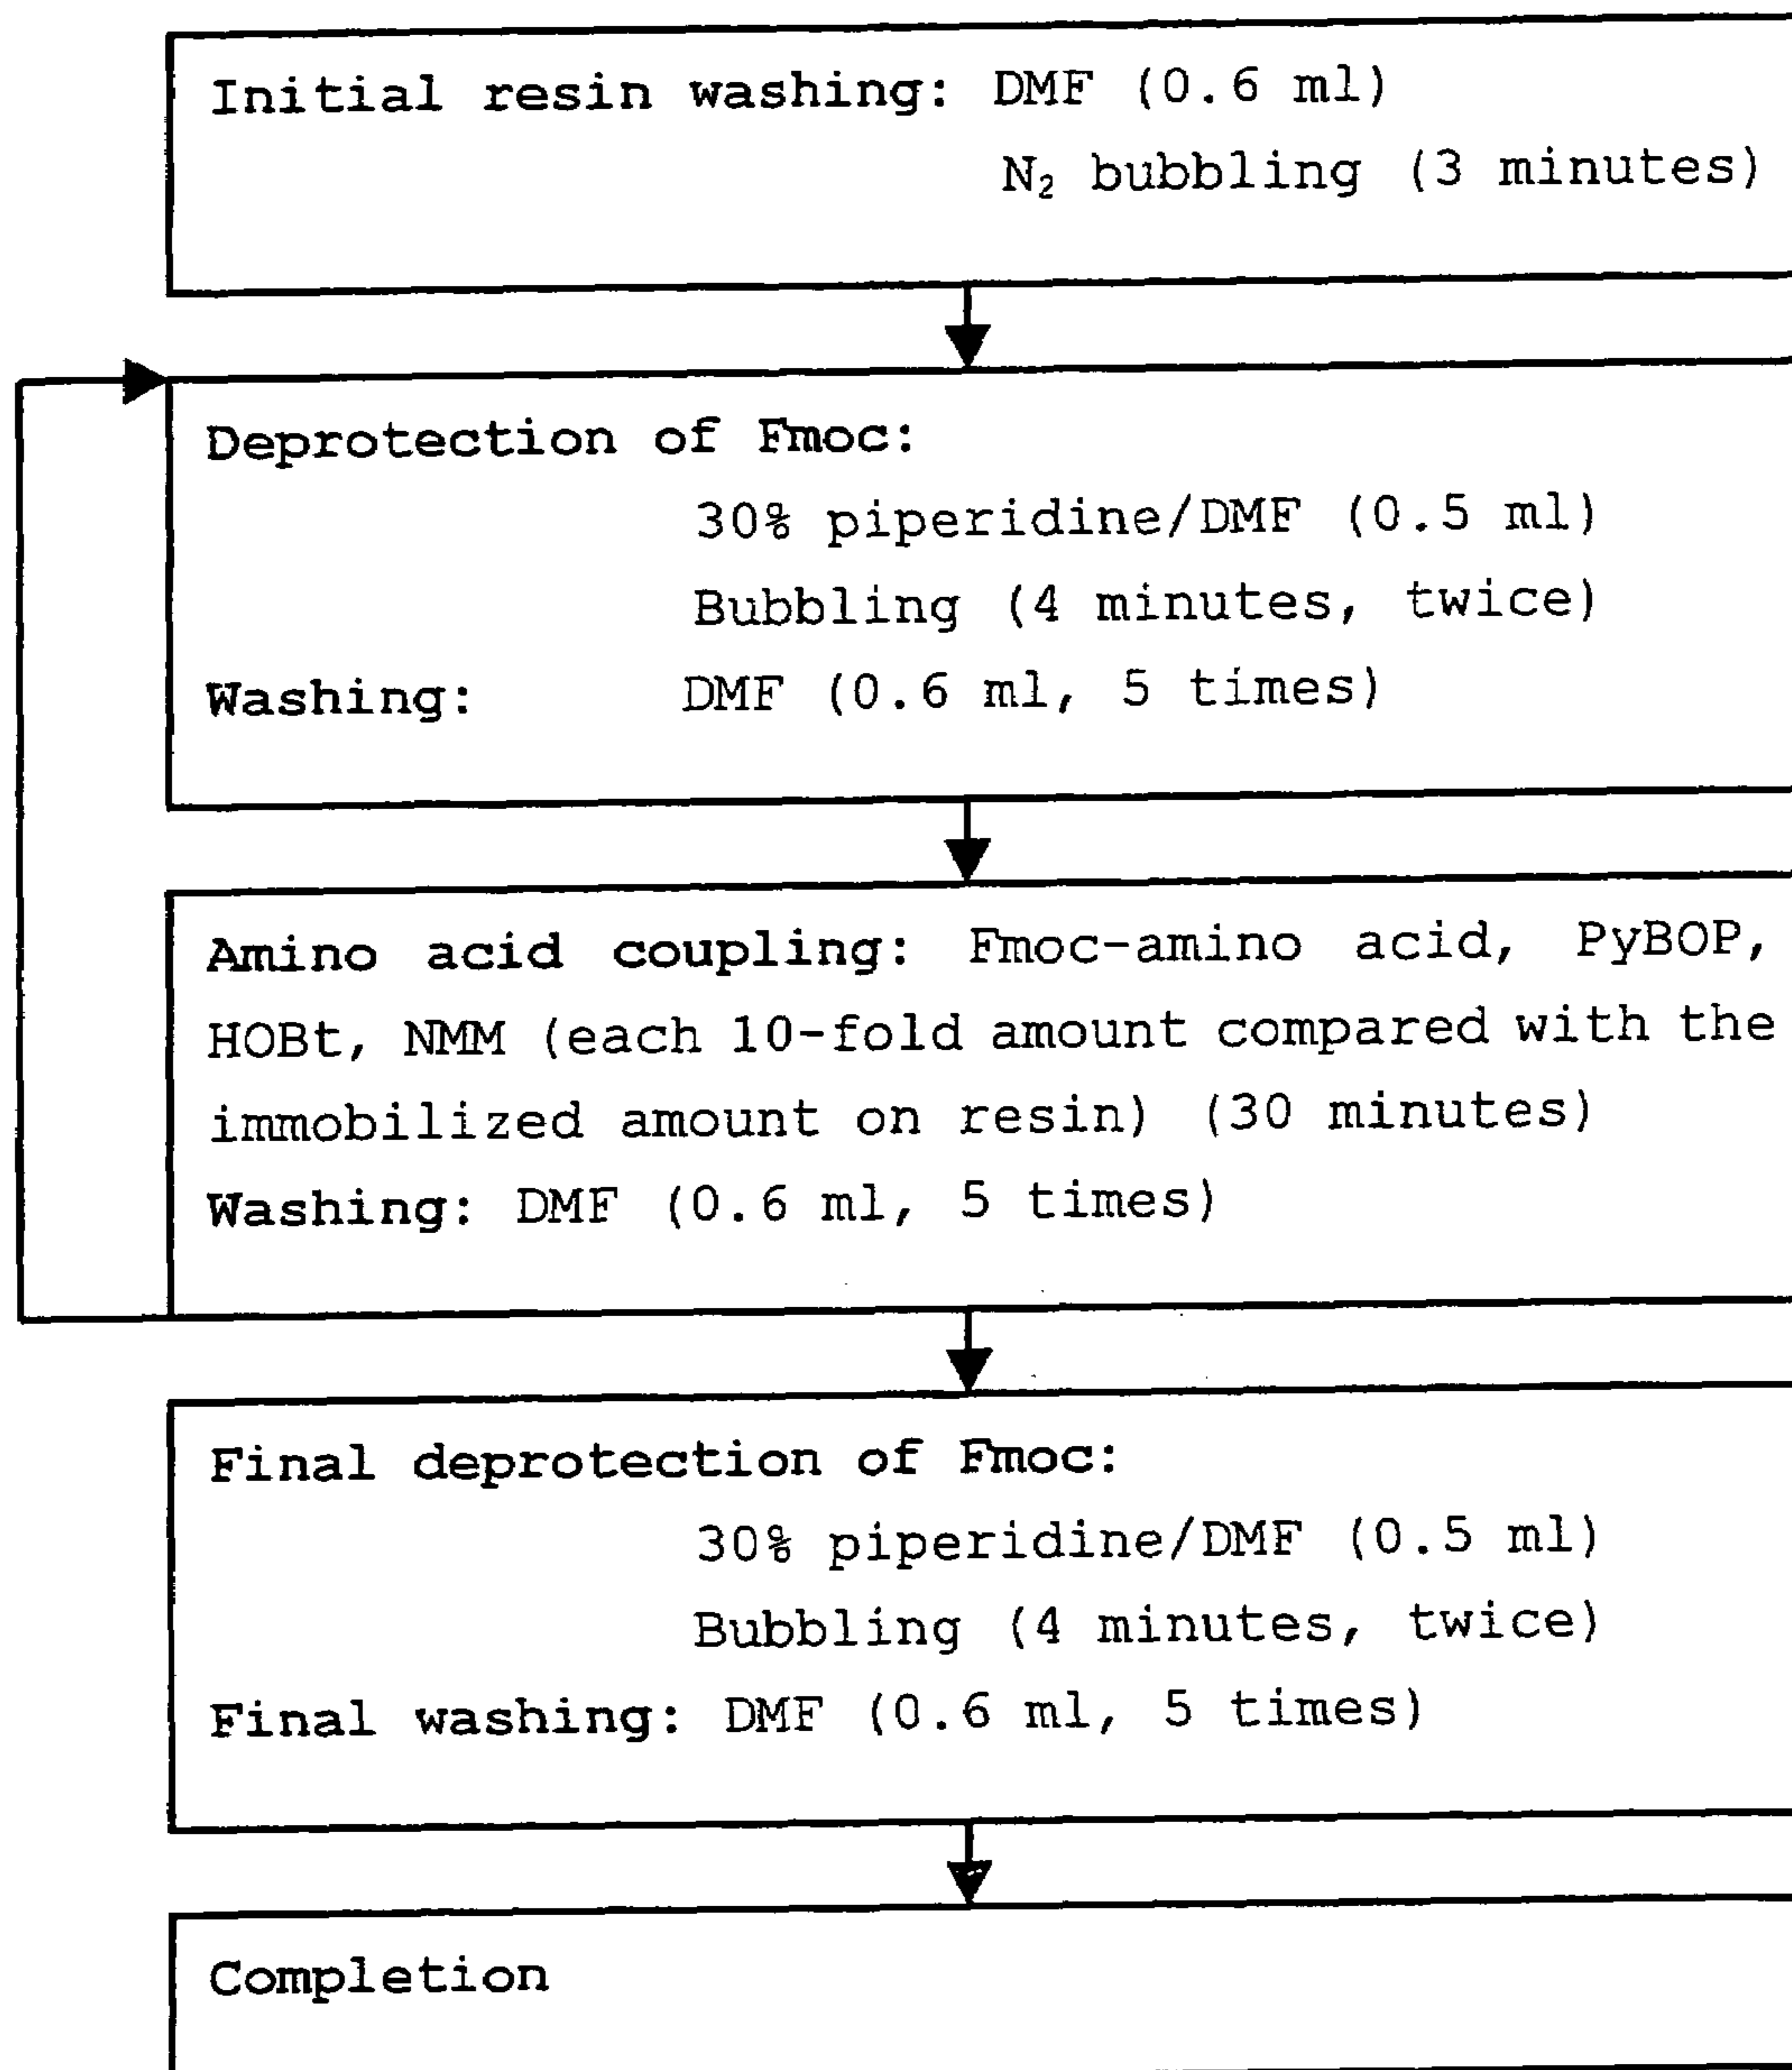 Initial resin washing: DMF (0.6 ml)
N₂ bubbling (3 minutes)
Deprotection of Fmoc:
30% piperidine/DMF (0.5 ml)
Bubbling (4 minutes, twice)
Washing: DMF (0.6 ml, 5 times)
Amino acid coupling: Fmoc-amino acid, PyBOP,
HOBt, NMM (each 10-fold amount compared with the
immobilized amount on resin) (30 minutes)
Washing: DMF (0.6 ml, 5 times)
Final deprotection of Fmoc:
30% piperidine/DMF (0.5 ml)
Bubbling (4 minutes, twice)
Final washing: DMF (0.6 ml, 5 times)
Completion